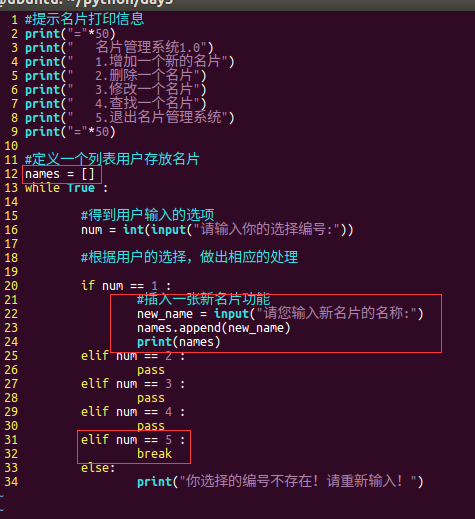 @ubuntu: ~/python/day5
1 #提示名片打印信息
2 print("="*50)
3 print("   名片管理系统1.0")
4 print("   1.增加一个新的名片")
5 print("   2.删除一个名片")
6 print("   3.修改一个名片")
7 print("   4.查找一个名片")
8 print("   5.退出名片管理系统")
9 print("="*50)
10
11 #定义一个列表用户存放名片
12 names = []
13 while True :
14
15         #得到用户输入的选项
16         num = int(input("请输入你的选择编号:"))
17
18         #根据用户的选择，做出相应的处理
19
20         if num == 1 :
21                 #插入一张新名片功能
22                 new_name = input("请您输入新名片的名称:")
23                 names.append(new_name)
24                 print(names)
25         elif num == 2 :
26                 pass
27         elif num == 3 :
28                 pass
29         elif num == 4 :
30                 pass
31         elif num == 5 :
32                 break
33         else:
34                 print("你选择的编号不存在！请重新输入！")
~
~